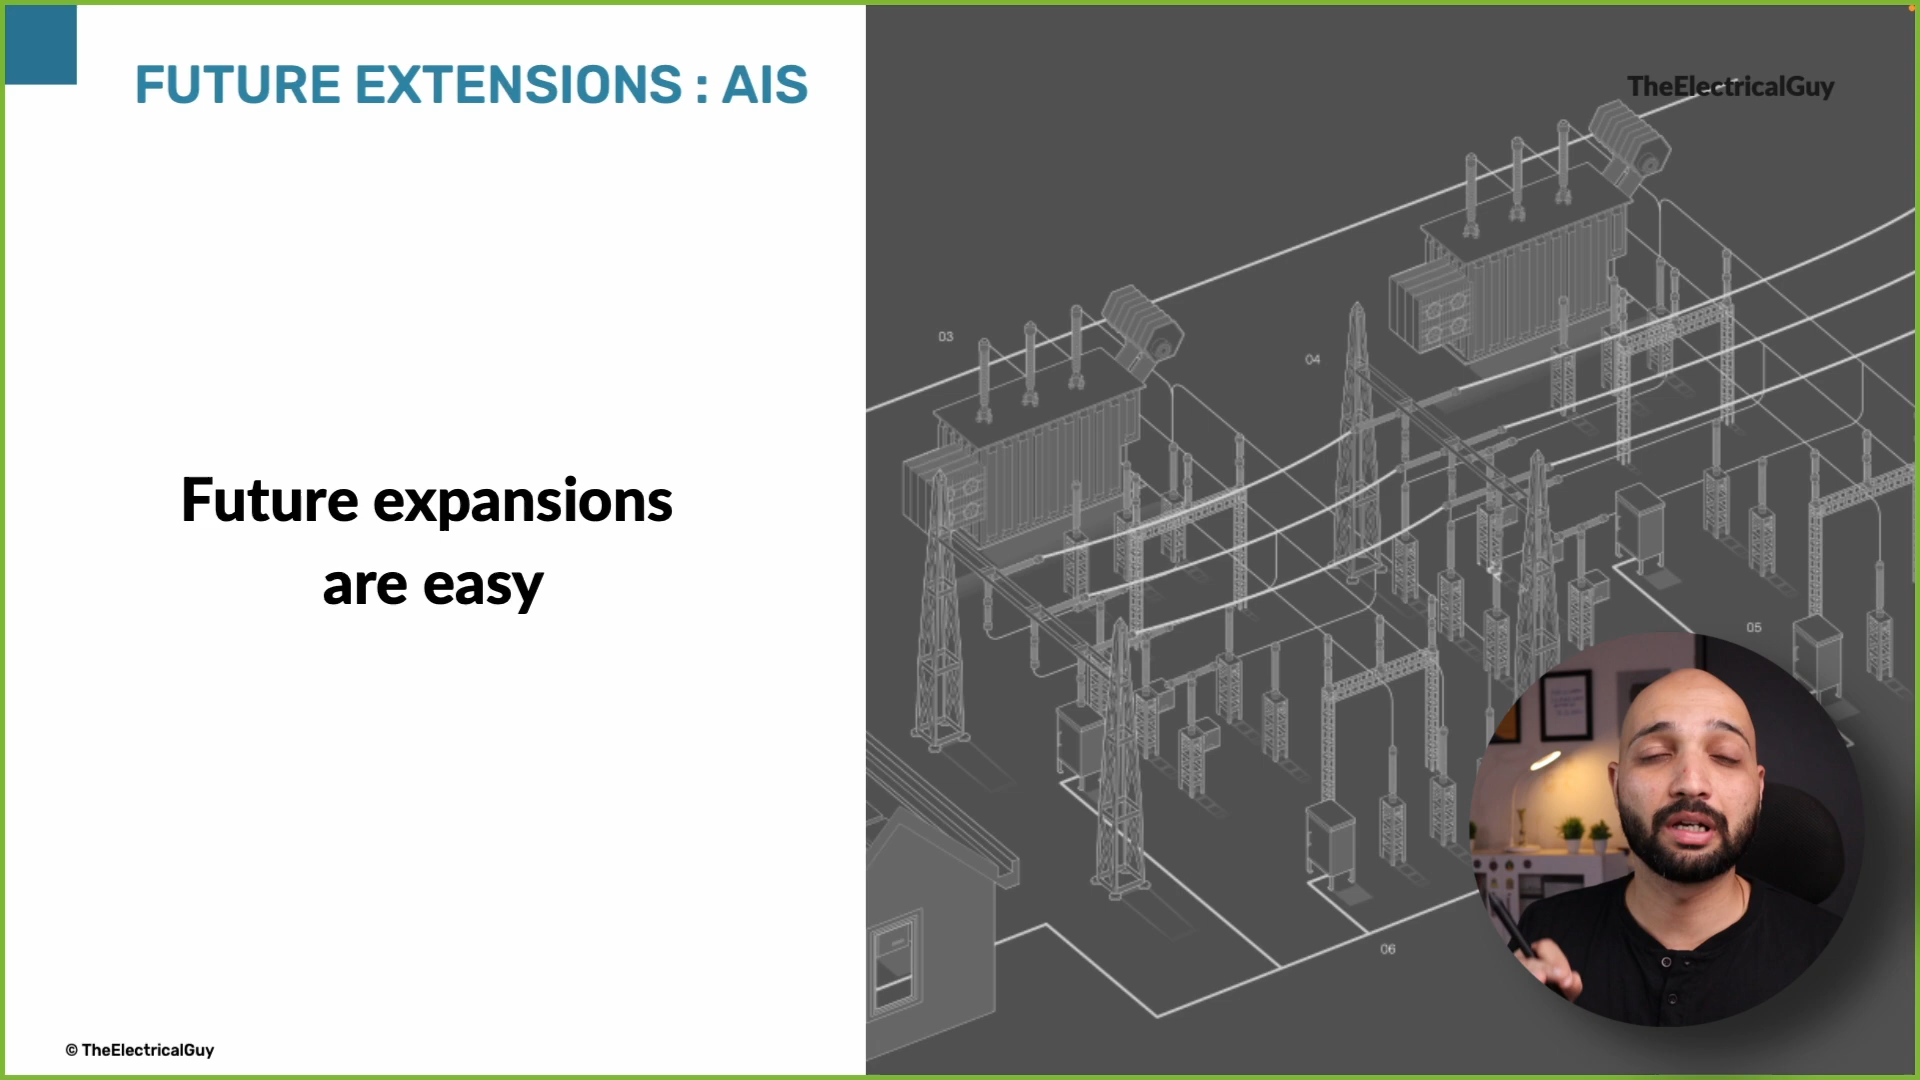 FUTURE EXTENSIONS : AIS
TheElectricalGuy
03
04
Future expansions
are easy
05
06
© TheElectricalGuy